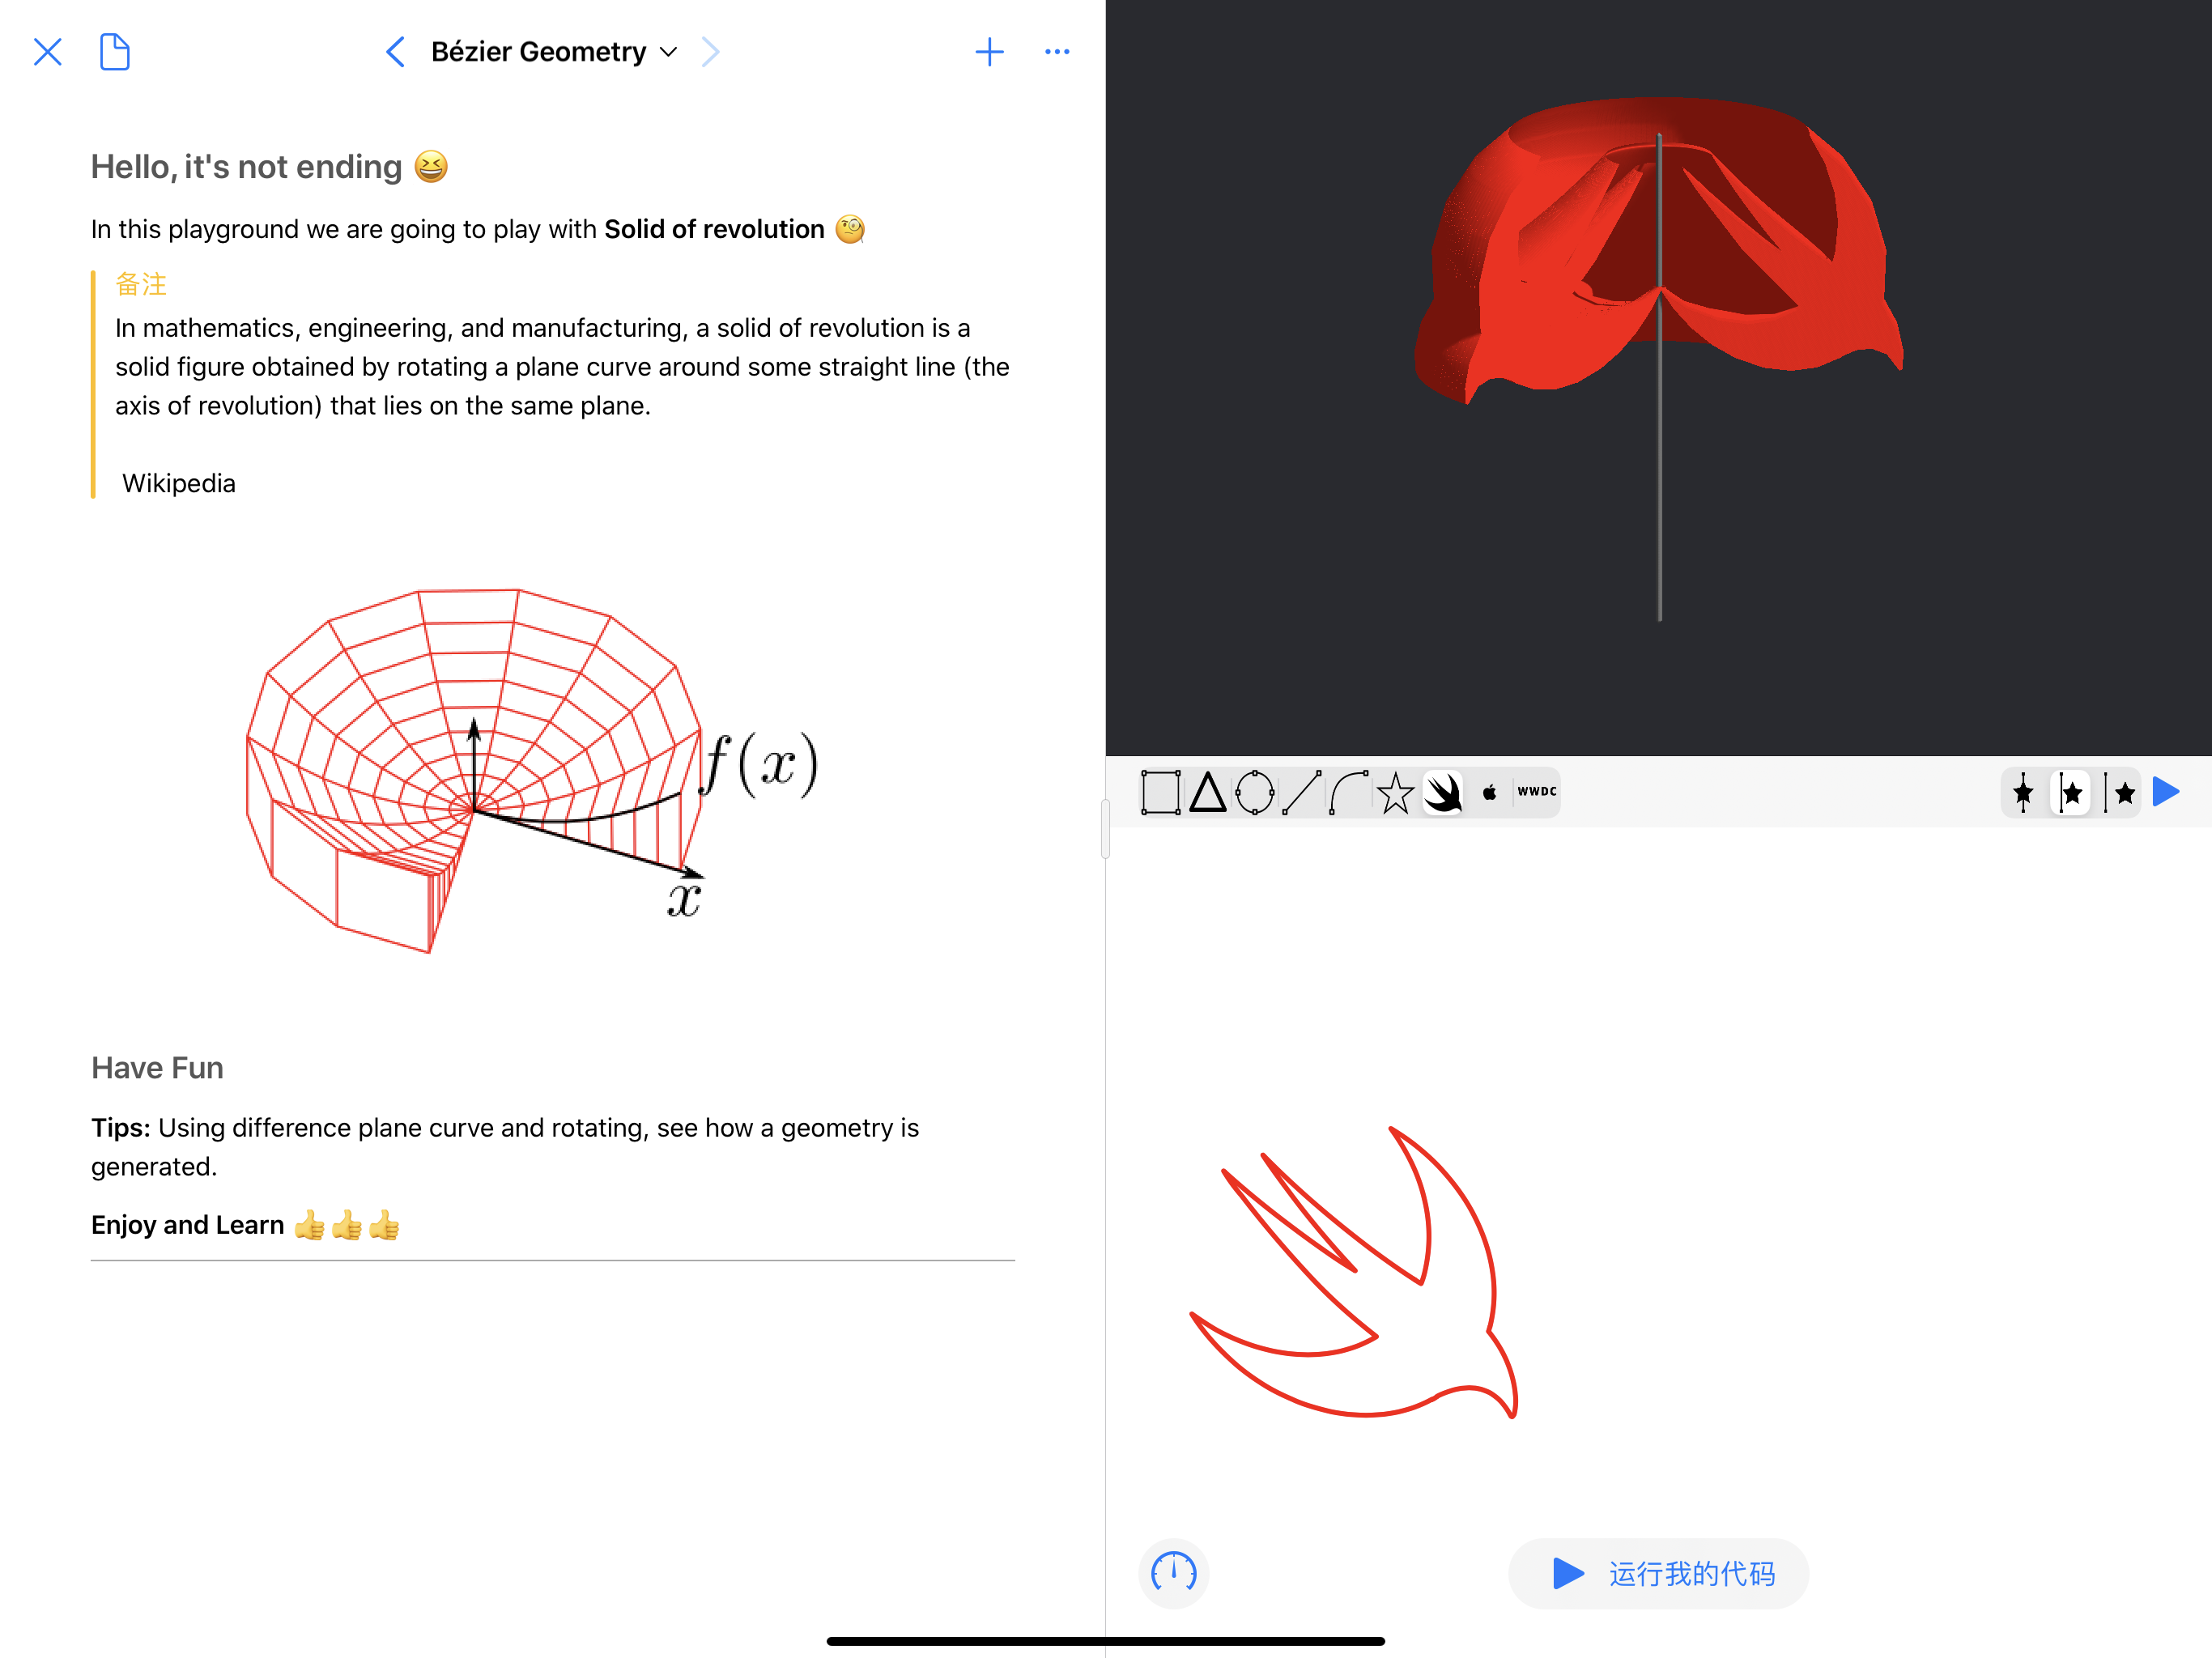 Bézier Geometry
Hello, it's not ending 😆
In this playground we are going to play with Solid of revolution 🧐
备注
In mathematics, engineering, and manufacturing, a solid of revolution is a
solid figure obtained by rotating a plane curve around some straight line (the
axis of revolution) that lies on the same plane.
Wikipedia
f(x)
x
Have Fun
Tips: Using difference plane curve and rotating, see how a geometry is
generated.
Enjoy and Learn 👍👍👍
WWDC
运行我的代码